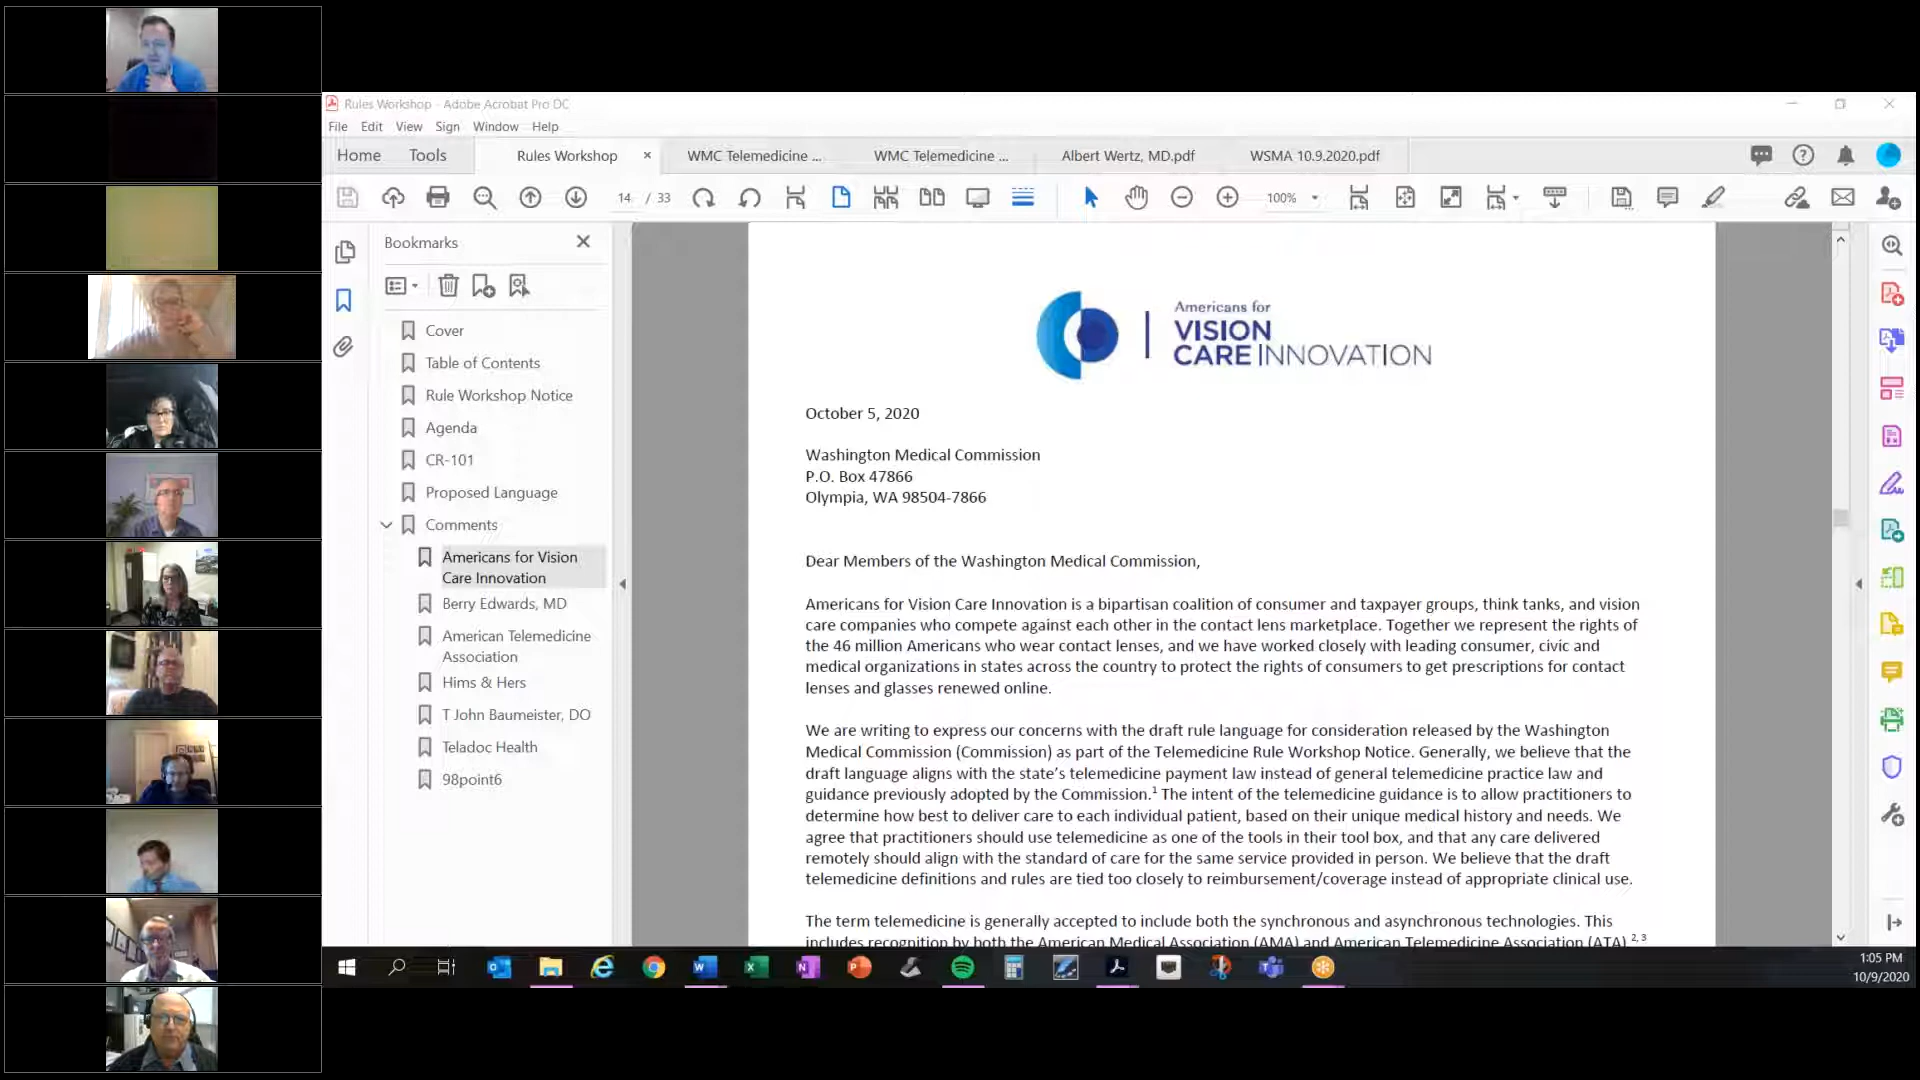 Rules Workshop - Adobe Acrobat Pro DC
File Edit View Sign Window Help
Home Tools Rules Workshop × WMC Telemedicine ... WMC Telemedicine ... Albert Wertz, MD.pdf WSMA 10.9.2020.pdf
14 / 33 100%
Bookmarks
Cover
Table of Contents
Rule Workshop Notice
Agenda
CR-101
Proposed Language
Comments
Americans for Vision
Care Innovation
Berry Edwards, MD
American Telemedicine
Association
Hims & Hers
T John Baumeister, DO
Teladoc Health
98point6
Americans for
VISION
CARE INNOVATION
October 5, 2020
Washington Medical Commission
P.O. Box 47866
Olympia, WA 98504-7866
Dear Members of the Washington Medical Commission,
Americans for Vision Care Innovation is a bipartisan coalition of consumer and taxpayer groups, think tanks, and vision
care companies who compete against each other in the contact lens marketplace. Together we represent the rights of
the 46 million Americans who wear contact lenses, and we have worked closely with leading consumer, civic and
medical organizations in states across the country to protect the rights of consumers to get prescriptions for contact
lenses and glasses renewed online.
We are writing to express our concerns with the draft rule language for consideration released by the Washington
Medical Commission (Commission) as part of the Telemedicine Rule Workshop Notice. Generally, we believe that the
draft language aligns with the state's telemedicine payment law instead of general telemedicine practice law and
guidance previously adopted by the Commission.1 The intent of the telemedicine guidance is to allow practitioners to
determine how best to deliver care to each individual patient, based on their unique medical history and needs. We
agree that practitioners should use telemedicine as one of the tools in their tool box, and that any care delivered
remotely should align with the standard of care for the same service provided in person. We believe that the draft
telemedicine definitions and rules are tied too closely to reimbursement/coverage instead of appropriate clinical use.
The term telemedicine is generally accepted to include both the synchronous and asynchronous technologies. This
includes recognition by both the American Medical Association (AMA) and American Telemedicine Association (ATA) 2, 3
1:05 PM
10/9/2020